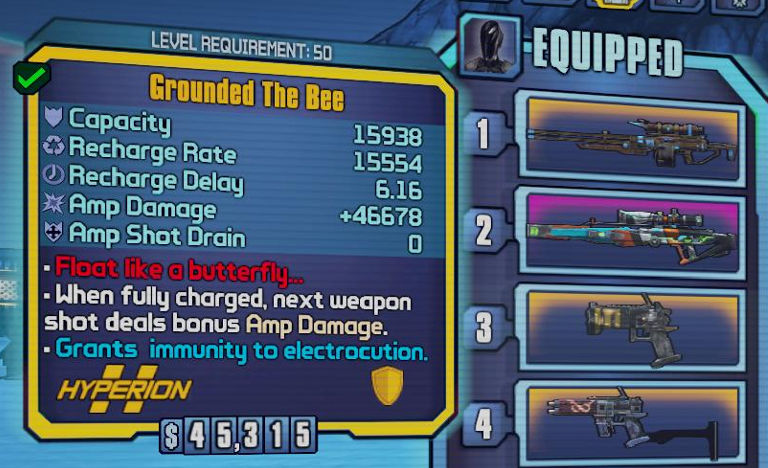 LEVEL REQUIREMENT: 50
Grounded The Bee
Capacity 15938
Recharge Rate 15554
Recharge Delay 6.16
Amp Damage +46678
Amp Shot Drain 0
• Float like a butterfly...
• When fully charged, next weapon
shot deals bonus Amp Damage.
• Grants immunity to electrocution.
HYPERION
$45,315
EQUIPPED
1
2
3
4